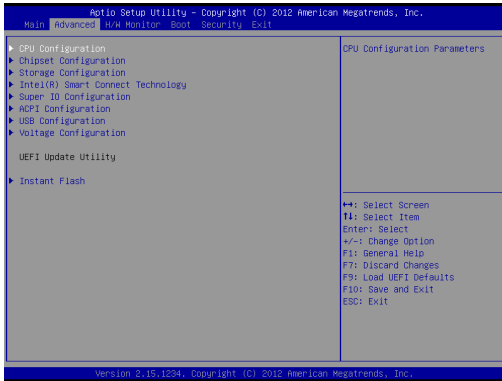 Aptio Setup Utility – Copyright (C) 2012 American Megatrends, Inc.
Main Advanced H/W Monitor Boot Security Exit
CPU Configuration
Chipset Configuration
Storage Configuration
Intel(R) Smart Connect Technology
Super IO Configuration
ACPI Configuration
USB Configuration
Voltage Configuration
UEFI Update Utility
Instant Flash
CPU Configuration Parameters
↔: Select Screen
↑↓: Select Item
Enter: Select
+/-: Change Option
F1: General Help
F7: Discard Changes
F9: Load UEFI Defaults
F10: Save and Exit
ESC: Exit
Version 2.15.1234. Copyright (C) 2012 American Megatrends, Inc.